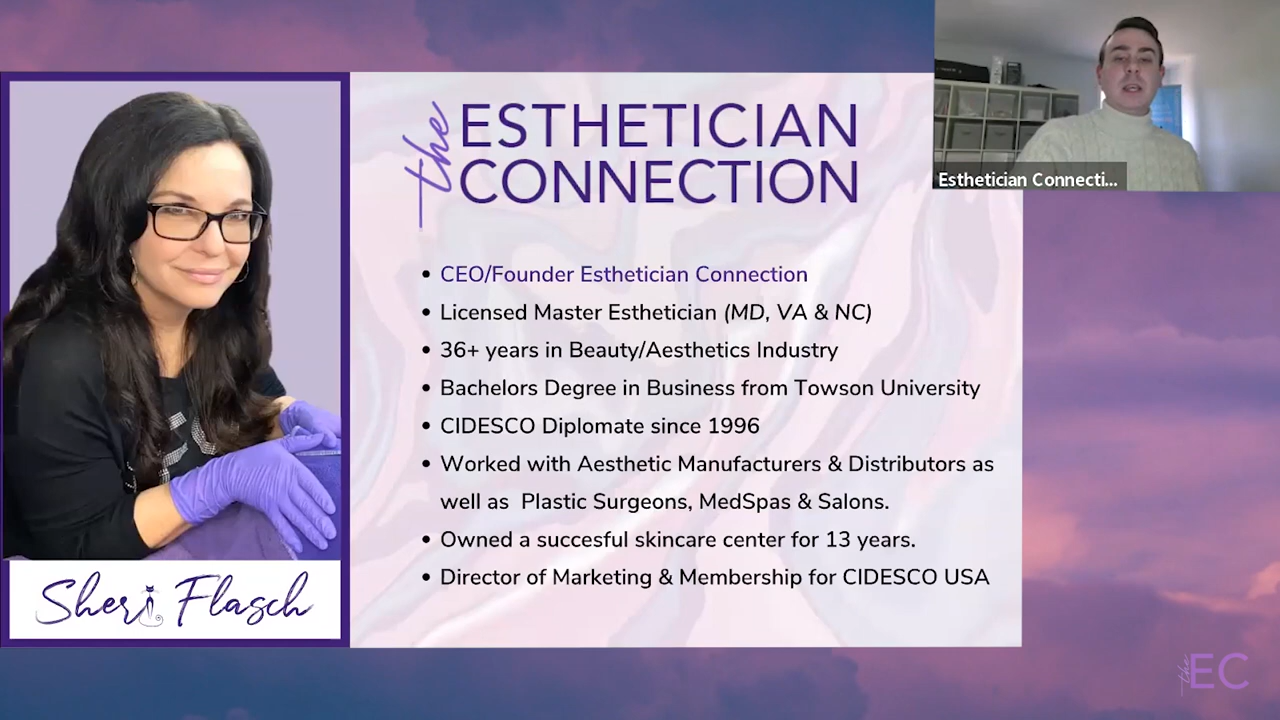 the ESTHETICIAN
CONNECTION
Esthetician Connecti...
• CEO/Founder Esthetician Connection
• Licensed Master Esthetician (MD, VA & NC)
• 36+ years in Beauty/Aesthetics Industry
• Bachelors Degree in Business from Towson University
• CIDESCO Diplomate since 1996
• Worked with Aesthetic Manufacturers & Distributors as
well as Plastic Surgeons, MedSpas & Salons.
• Owned a succesful skincare center for 13 years.
• Director of Marketing & Membership for CIDESCO USA
Sheri Flasch
the EC